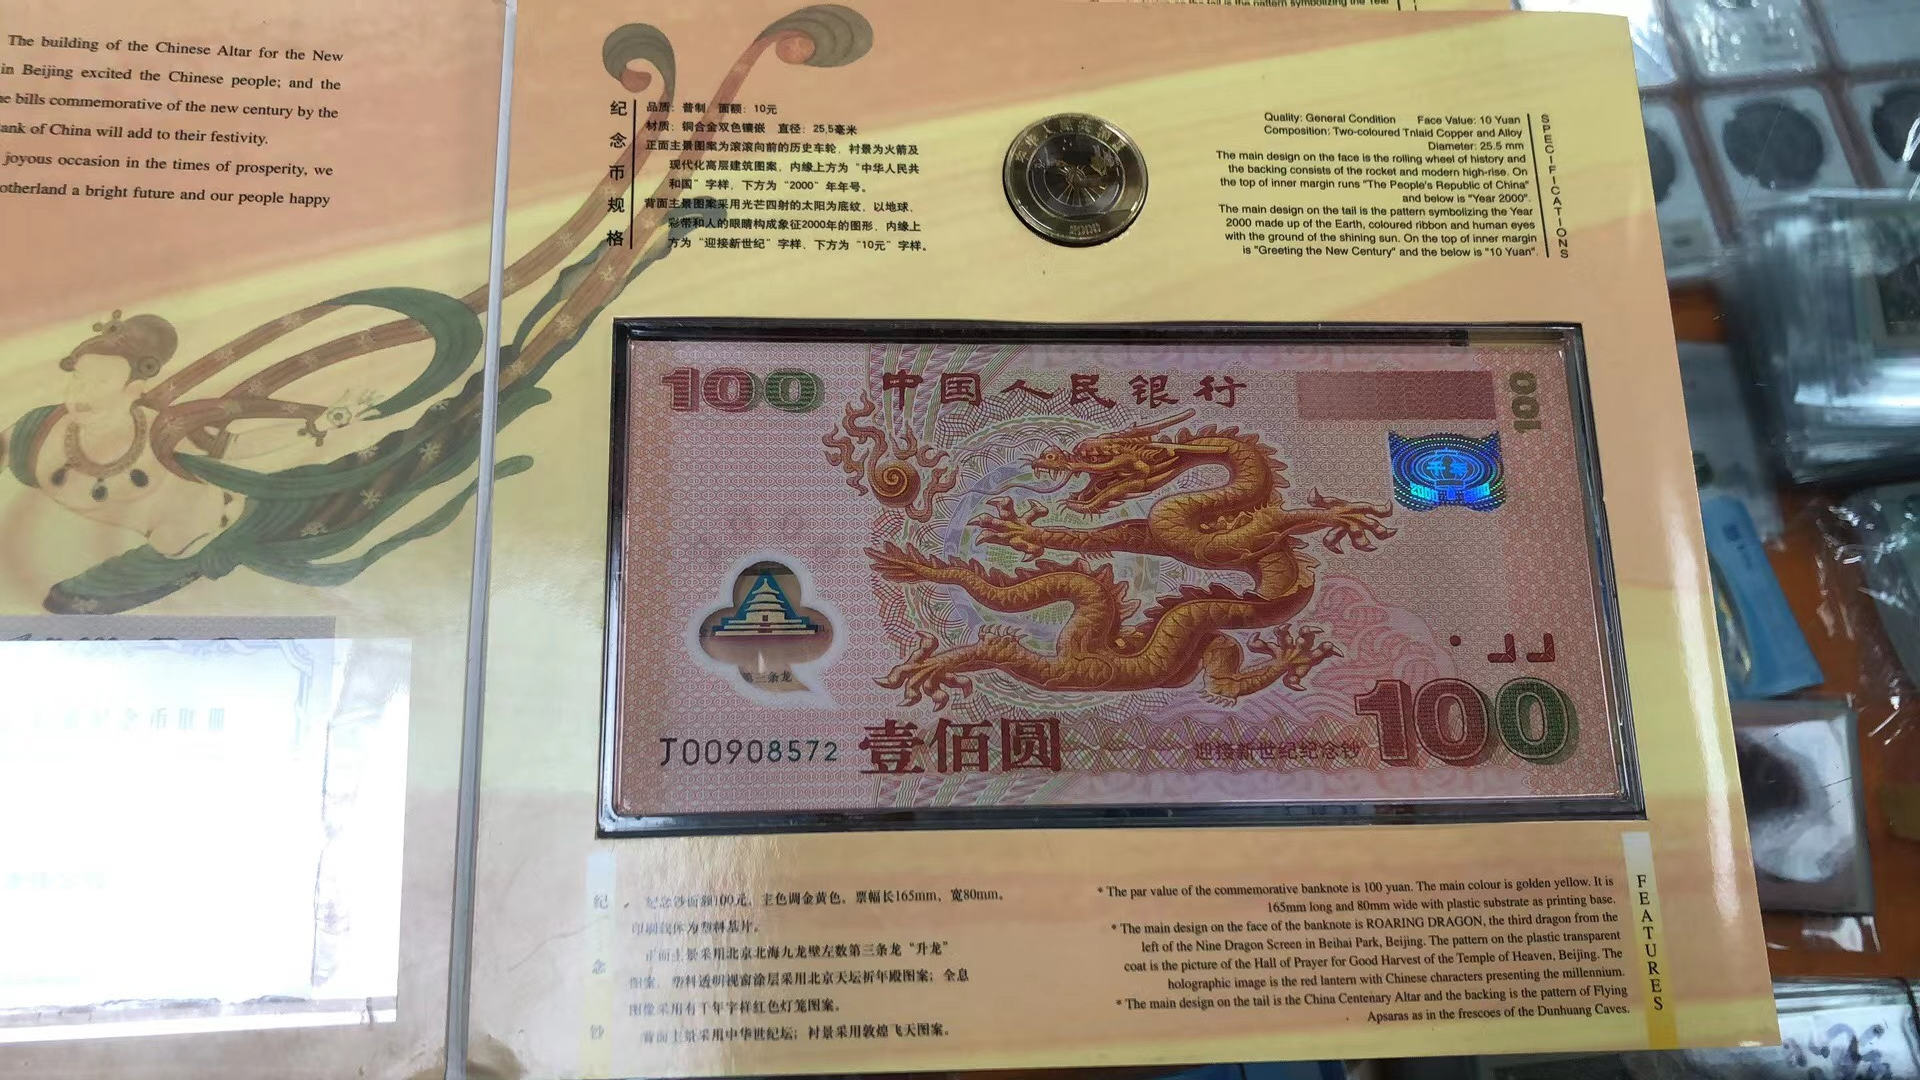 The building of the Chinese Altar for the New
in Beijing excited the Chinese people; and the
bills commemorative of the new century by the
ank of China will add to their festivity.
joyous occasion in the times of prosperity, we
otherland a bright future and our people happy
纪念币规格
品质：普制，面额：10元
材质：铜合金双色镶嵌 直径：25.5毫米
正面主景图案为滚滚向前的历史车轮，衬景为火箭及
现代化高层建筑图案，内缘上方为“中华人民共
和国”字样，下方为“2000”年年号。
背面主景图案采用光芒四射的太阳为底纹，以地球、
彩带和人的眼睛构成象征2000年的图形，内缘上
方为“迎接新世纪”字样，下方为“10元”字样。
2000
Quality: General Condition Face Value: 10 Yuan
Composition: Two-coloured Tnlaid Copper and Alloy
Diameter: 25.5 mm
The main design on the face is the rolling wheel of history and
the backing consists of the rocket and modern high-rise. On
the top of inner margin runs "The People's Republic of China"
and below is "Year 2000".
The main design on the tail is the pattern symbolizing the Year
2000 made up of the Earth, coloured ribbon and human eyes
with the ground of the shining sun. On the top of inner margin
is "Greeting the New Century" and the below is "10 Yuan".
SPECIFICATIONS
100 中国人民银行 100
2000
第三条龙
J00908572 壹佰圆 迎接新世纪纪念钞 100
纪念钞
纪念钞面额100元，主色调金黄色。票幅长165mm，宽80mm。
印刷载体为塑料基片。
正面主景采用北京北海九龙壁左数第三条龙“升龙”
图案，塑料透明视窗涂层采用北京天坛祈年殿图案；全息
图像采用有千年字样红色灯笼图案。
背面主景采用中华世纪坛；衬景采用敦煌飞天图案。
* The par value of the commemorative banknote is 100 yuan. The main colour is golden yellow. It is
165mm long and 80mm wide with plastic substrate as printing base.
* The main design on the face of the banknote is ROARING DRAGON, the third dragon from the
left of the Nine Dragon Screen in Beihai Park, Beijing. The pattern on the plastic transparent
coat is the picture of the Hall of Prayer for Good Harvest of the Temple of Heaven, Beijing. The
holographic image is the red lantern with Chinese characters presenting the millennium.
* The main design on the tail is the China Centenary Altar and the backing is the pattern of Flying
Apsaras as in the frescoes of the Dunhuang Caves.
FEATURES